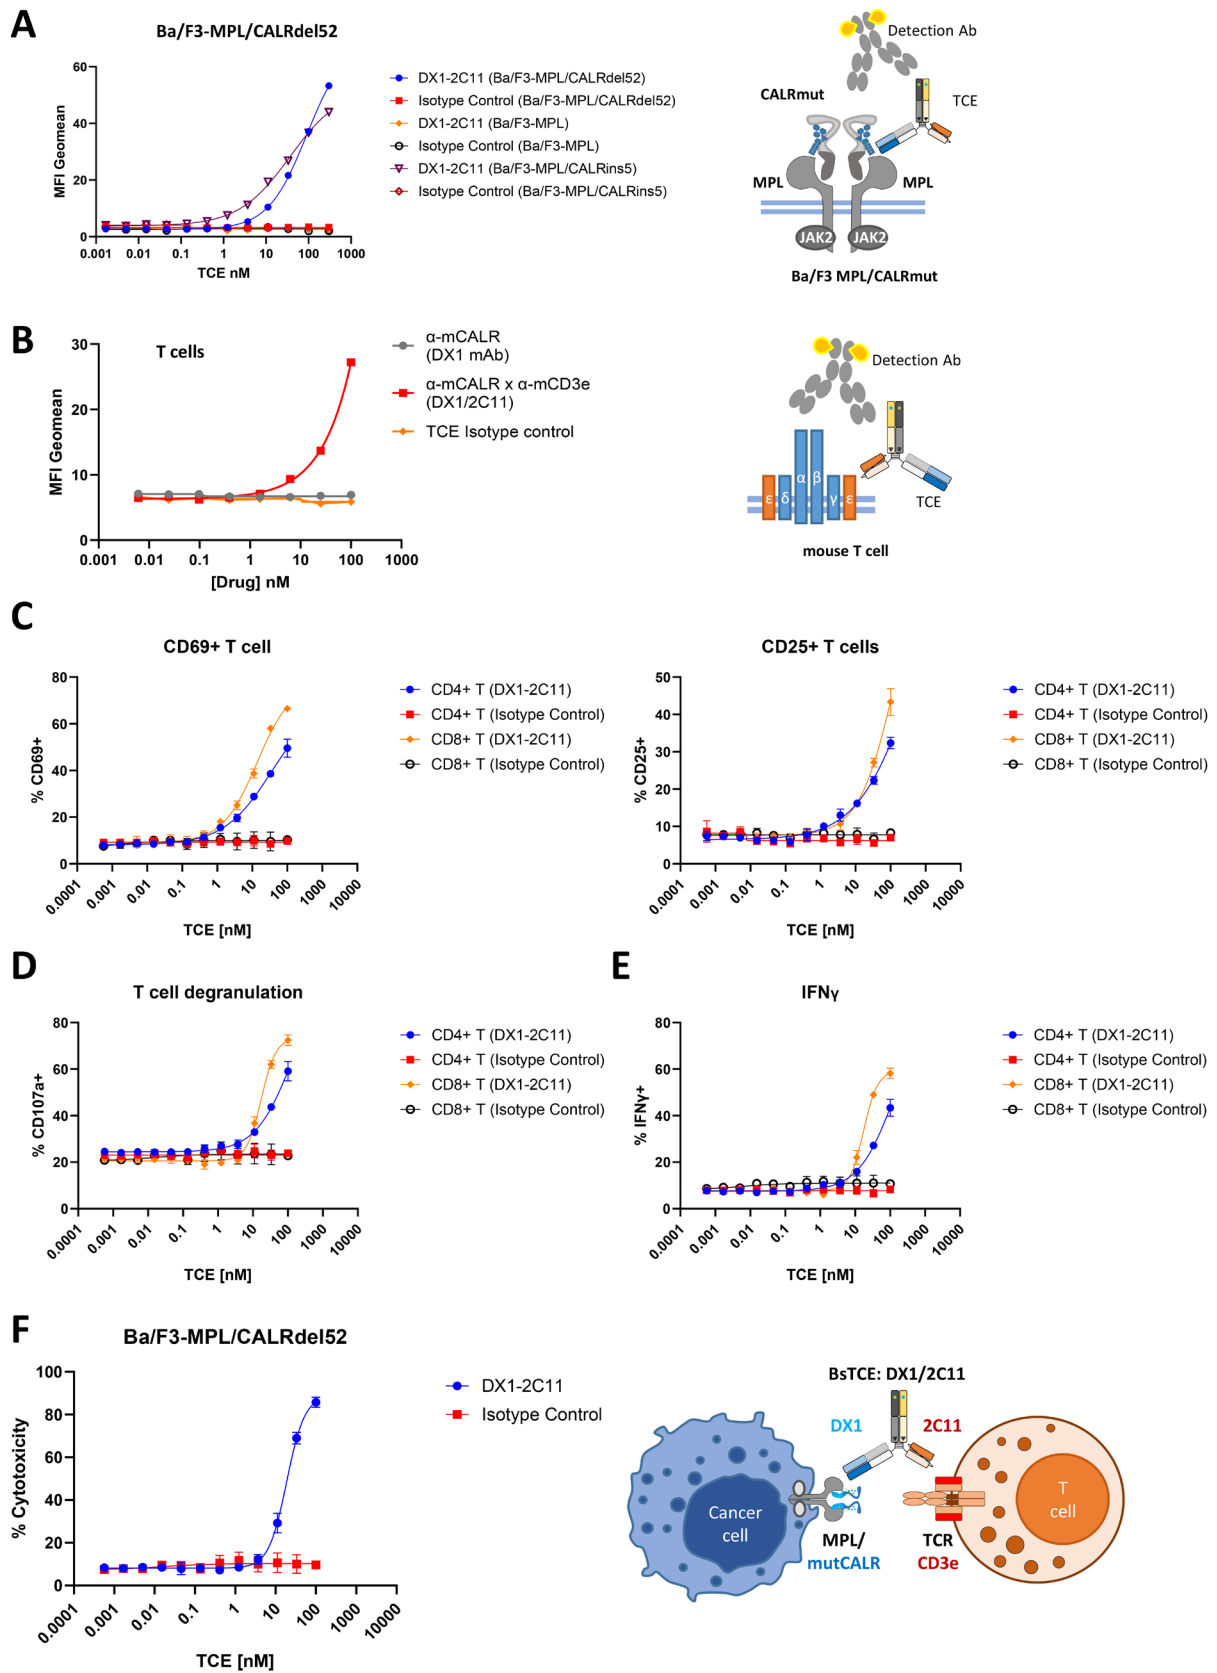 A
Ba/F3-MPL/CALRdel52
MFI Geomean
60
40
20
0
0.001 0.01 0.1 1 10 100 1000
TCE nM
DX1-2C11 (Ba/F3-MPL/CALRdel52)
Isotype Control (Ba/F3-MPL/CALRdel52)
DX1-2C11 (Ba/F3-MPL)
Isotype Control (Ba/F3-MPL)
DX1-2C11 (Ba/F3-MPL/CALRins5)
Isotype Control (Ba/F3-MPL/CALRins5)
Detection Ab
CALRmut
TCE
MPL
MPL
JAK2 JAK2
Ba/F3 MPL/CALRmut
B
T cells
MFI Geomean
30
20
10
0
0.001 0.01 0.1 1 10 100 1000
[Drug] nM
α-mCALR
(DX1 mAb)
α-mCALR x α-mCD3e
(DX1/2C11)
TCE Isotype control
Detection Ab
ε δ α β γ ε
TCE
mouse T cell
C
CD69+ T cell
% CD69+
80
60
40
20
0
0.0001 0.001 0.01 0.1 1 10 100 1000 10000
TCE [nM]
CD4+ T (DX1-2C11)
CD4+ T (Isotype Control)
CD8+ T (DX1-2C11)
CD8+ T (Isotype Control)
CD25+ T cells
% CD25+
50
40
30
20
10
0
0.0001 0.001 0.01 0.1 1 10 100 1000 10000
TCE [nM]
CD4+ T (DX1-2C11)
CD4+ T (Isotype Control)
CD8+ T (DX1-2C11)
CD8+ T (Isotype Control)
D
T cell degranulation
% CD107a+
80
60
40
20
0
0.0001 0.001 0.01 0.1 1 10 100 1000 10000
TCE [nM]
CD4+ T (DX1-2C11)
CD4+ T (Isotype Control)
CD8+ T (DX1-2C11)
CD8+ T (Isotype Control)
E
IFNγ
% IFNγ+
80
60
40
20
0
0.0001 0.001 0.01 0.1 1 10 100 1000 10000
TCE [nM]
CD4+ T (DX1-2C11)
CD4+ T (Isotype Control)
CD8+ T (DX1-2C11)
CD8+ T (Isotype Control)
F
Ba/F3-MPL/CALRdel52
% Cytotoxicity
100
80
60
40
20
0
0.0001 0.001 0.01 0.1 1 10 100 1000 10000
TCE [nM]
DX1-2C11
Isotype Control
BsTCE: DX1/2C11
DX1
2C11
Cancer
cell
MPL/
mutCALR
TCR
CD3e
T
cell